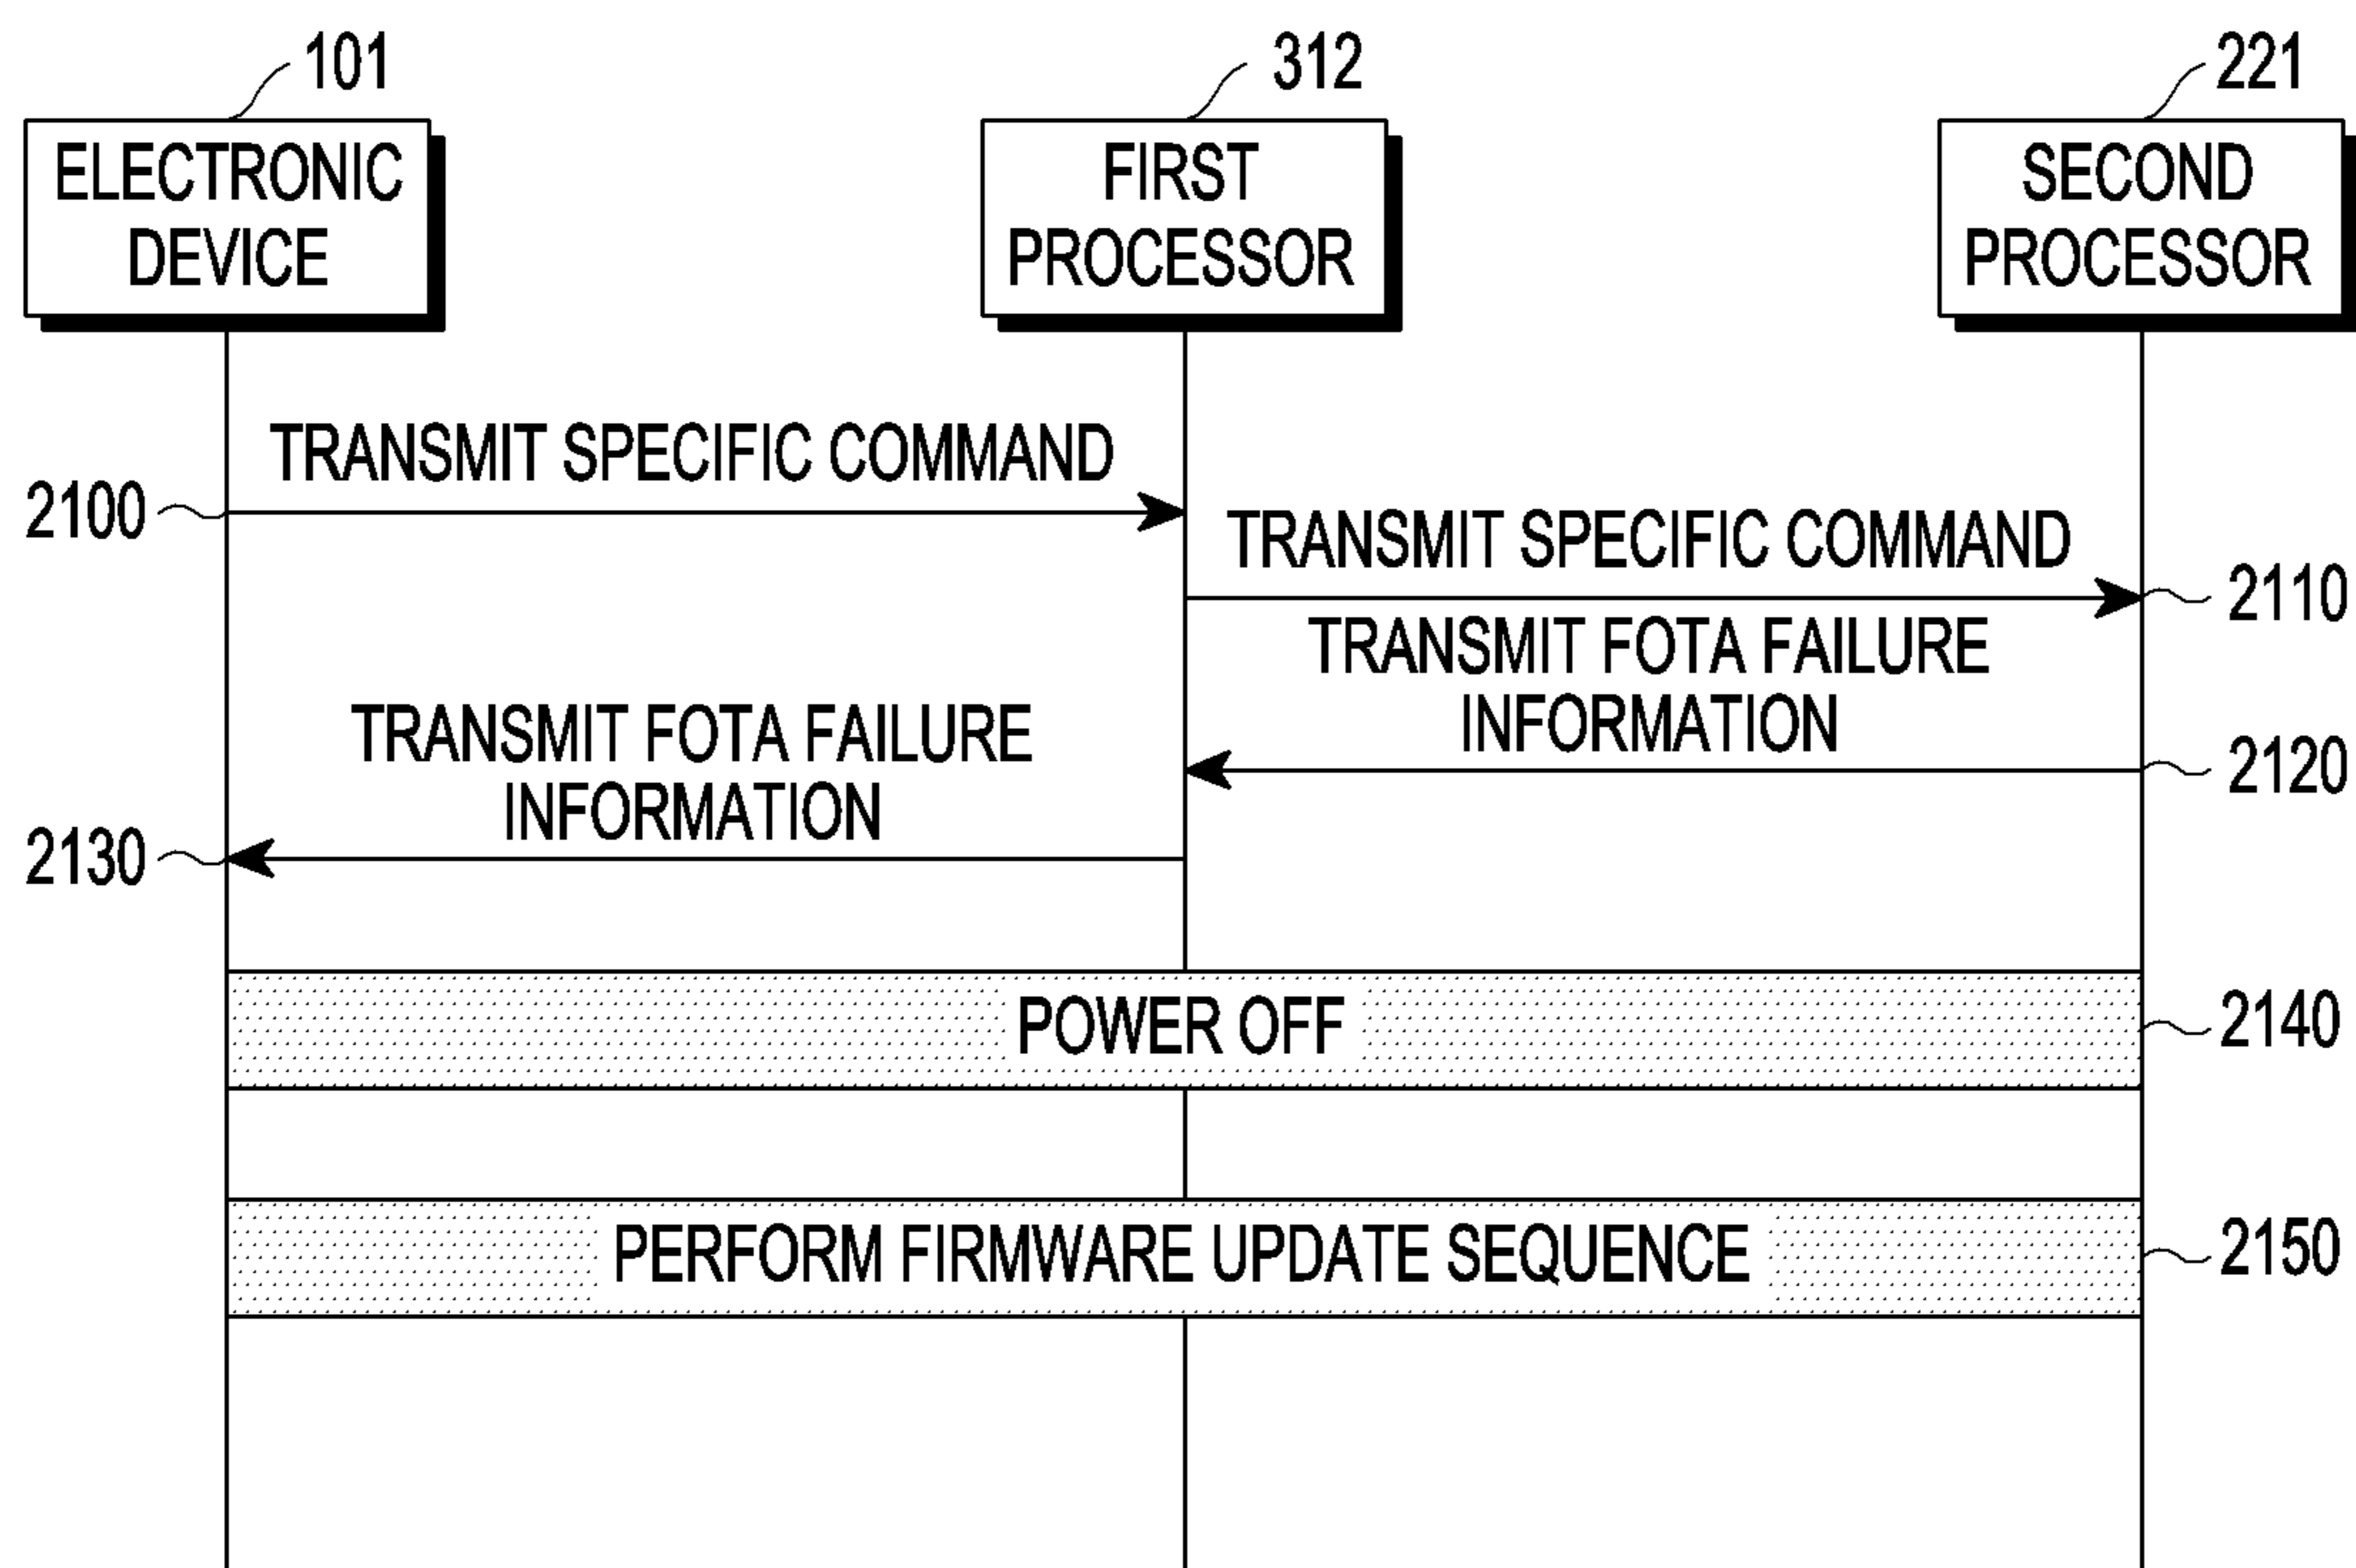 101
312
221
ELECTRONIC
DEVICE
FIRST
PROCESSOR
SECOND
PROCESSOR
TRANSMIT SPECIFIC COMMAND
2100
TRANSMIT SPECIFIC COMMAND
2110
TRANSMIT FOTA FAILURE
INFORMATION
2120
TRANSMIT FOTA FAILURE
INFORMATION
2130
POWER OFF
2140
PERFORM FIRMWARE UPDATE SEQUENCE
2150